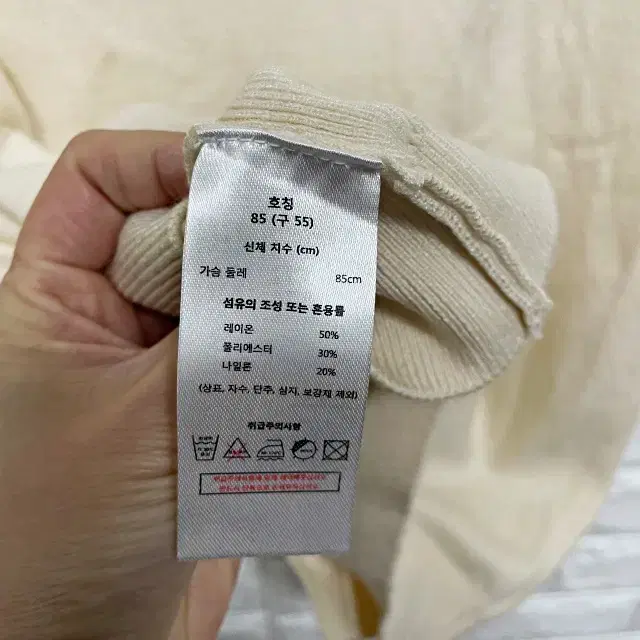 호칭
85 (구 55)
신체 치수 (cm)
가슴 둘레 85cm
섬유의 조성 또는 혼용률
레이온 50%
폴리에스터 30%
나일론 20%
(상표, 자수, 단추, 심지, 보강재 제외)
취급주의사항